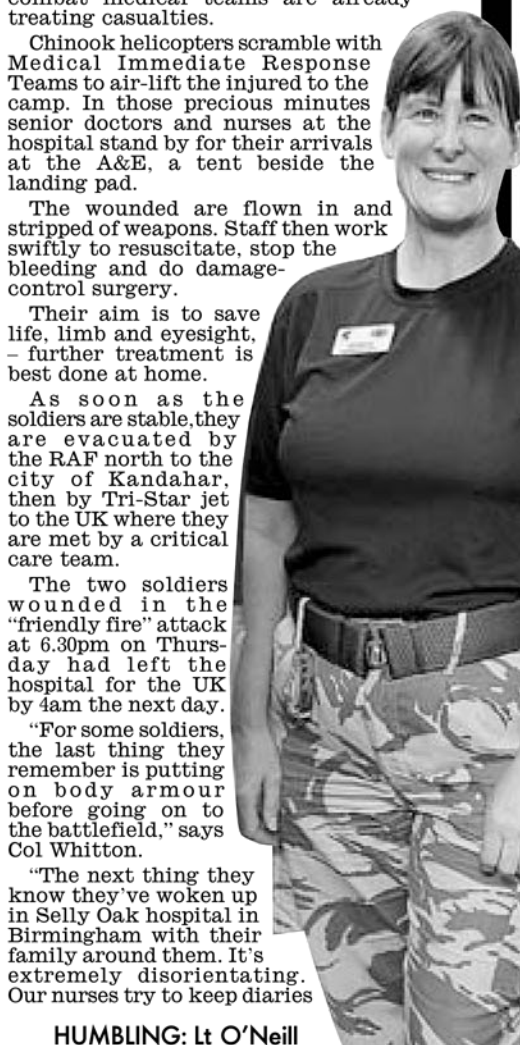 combat medical teams are already
treating casualties.
Chinook helicopters scramble with
Medical Immediate Response
Teams to air-lift the injured to the
camp. In those precious minutes
senior doctors and nurses at the
hospital stand by for their arrivals
at the A&E, a tent beside the
landing pad.
The wounded are flown in and
stripped of weapons. Staff then work
swiftly to resuscitate, stop the
bleeding and do damage-
control surgery.
Their aim is to save
life, limb and eyesight,
– further treatment is
best done at home.
As soon as the
soldiers are stable,they
are evacuated by
the RAF north to the
city of Kandahar,
then by Tri-Star jet
to the UK where they
are met by a critical
care team.
The two soldiers
wounded in the
“friendly fire” attack
at 6.30pm on Thurs-
day had left the
hospital for the UK
by 4am the next day.
“For some soldiers,
the last thing they
remember is putting
on body armour
before going on to
the battlefield,” says
Col Whitton.
“The next thing they
know they’ve woken up
in Selly Oak hospital in
Birmingham with their
family around them. It’s
extremely disorientating.
Our nurses try to keep diaries
HUMBLING: Lt O’Neill